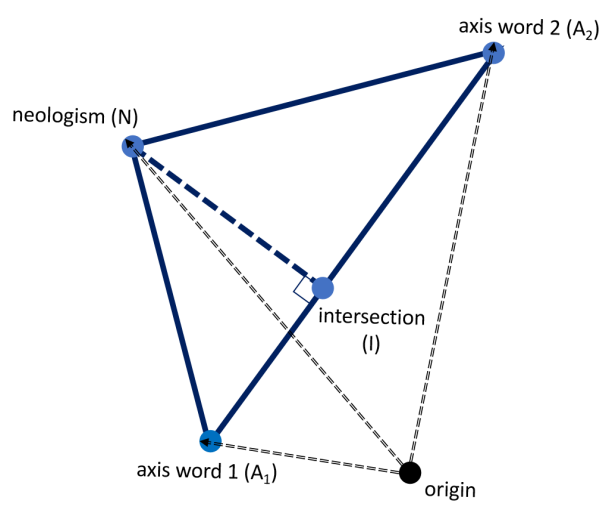 axis word 2 (A₂)
neologism (N)
intersection
(I)
axis word 1 (A₁)
origin